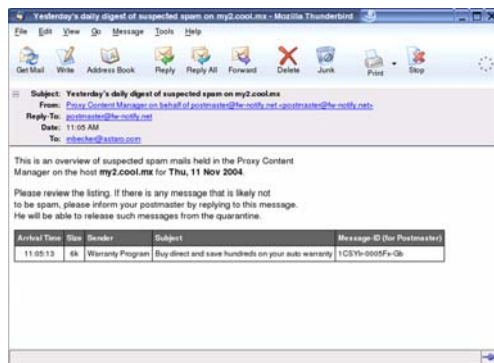 Yesterday's daily digest of suspected spam on my2.cool.mx - Mozilla Thunderbird
File Edit View Go Message Tools Help
Get Mail Write Address Book Reply Reply All Forward Delete Junk Print Stop
Subject: Yesterday's daily digest of suspected spam on my2.cool.mx
From: Proxy Content Manager on behalf of postmaster@fw-notify.net <postmaster@fw-notify.net>
Reply-To: postmaster@fw-notify.net
Date: 11:05 AM
To: mbecker@astaro.com
This is an overview of suspected spam mails held in the Proxy Content
Manager on the host my2.cool.mx for Thu, 11 Nov 2004.
Please review the listing. If there is any message that is likely not
to be spam, please inform your postmaster by replying to this message.
He will be able to release such messages from the quarantine.
Arrival Time Size Sender Subject Message-ID (for Postmaster)
11:05:13 6k Warranty Program Buy direct and save hundreds on your auto warranty